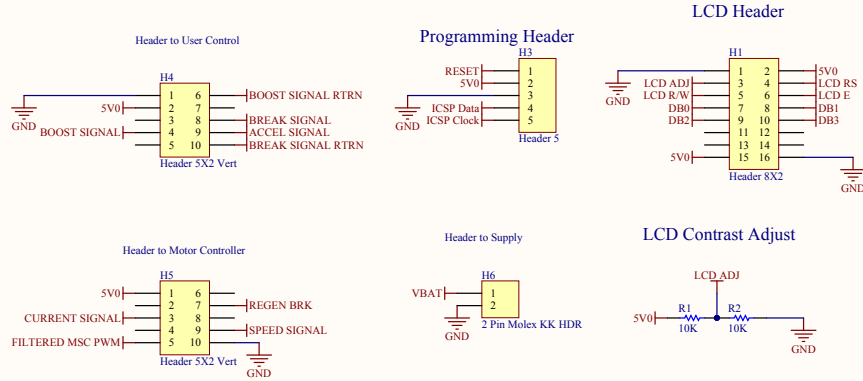 LCD Header
Programming Header
Header to User Control
H4
1 6 BOOST SIGNAL RTRN
GND
5V0 2 7
3 8 BREAK SIGNAL
BOOST SIGNAL 4 9 ACCEL SIGNAL
5 10 BREAK SIGNAL RTRN
Header 5X2 Vert
H3
RESET 1
5V0 2
3
GND
ICSP Data 4
ICSP Clock 5
Header 5
H1
1 2 5V0
GND
LCD ADJ 3 4 LCD RS
LCD R/W 5 6 LCD E
DB0 7 8 DB1
DB2 9 10 DB3
11 12
13 14
5V0 15 16
GND
Header 8X2
Header to Motor Controller
H5
5V0 1 6
2 7 REGEN BRK
CURRENT SIGNAL 3 8
4 9 SPEED SIGNAL
FILTERED MSC PWM 5 10
GND
Header 5X2 Vert
Header to Supply
H6
VBAT 1
2
GND
2 Pin Molex KK HDR
LCD Contrast Adjust
LCD ADJ
R1 R2
5V0
10K 10K
GND